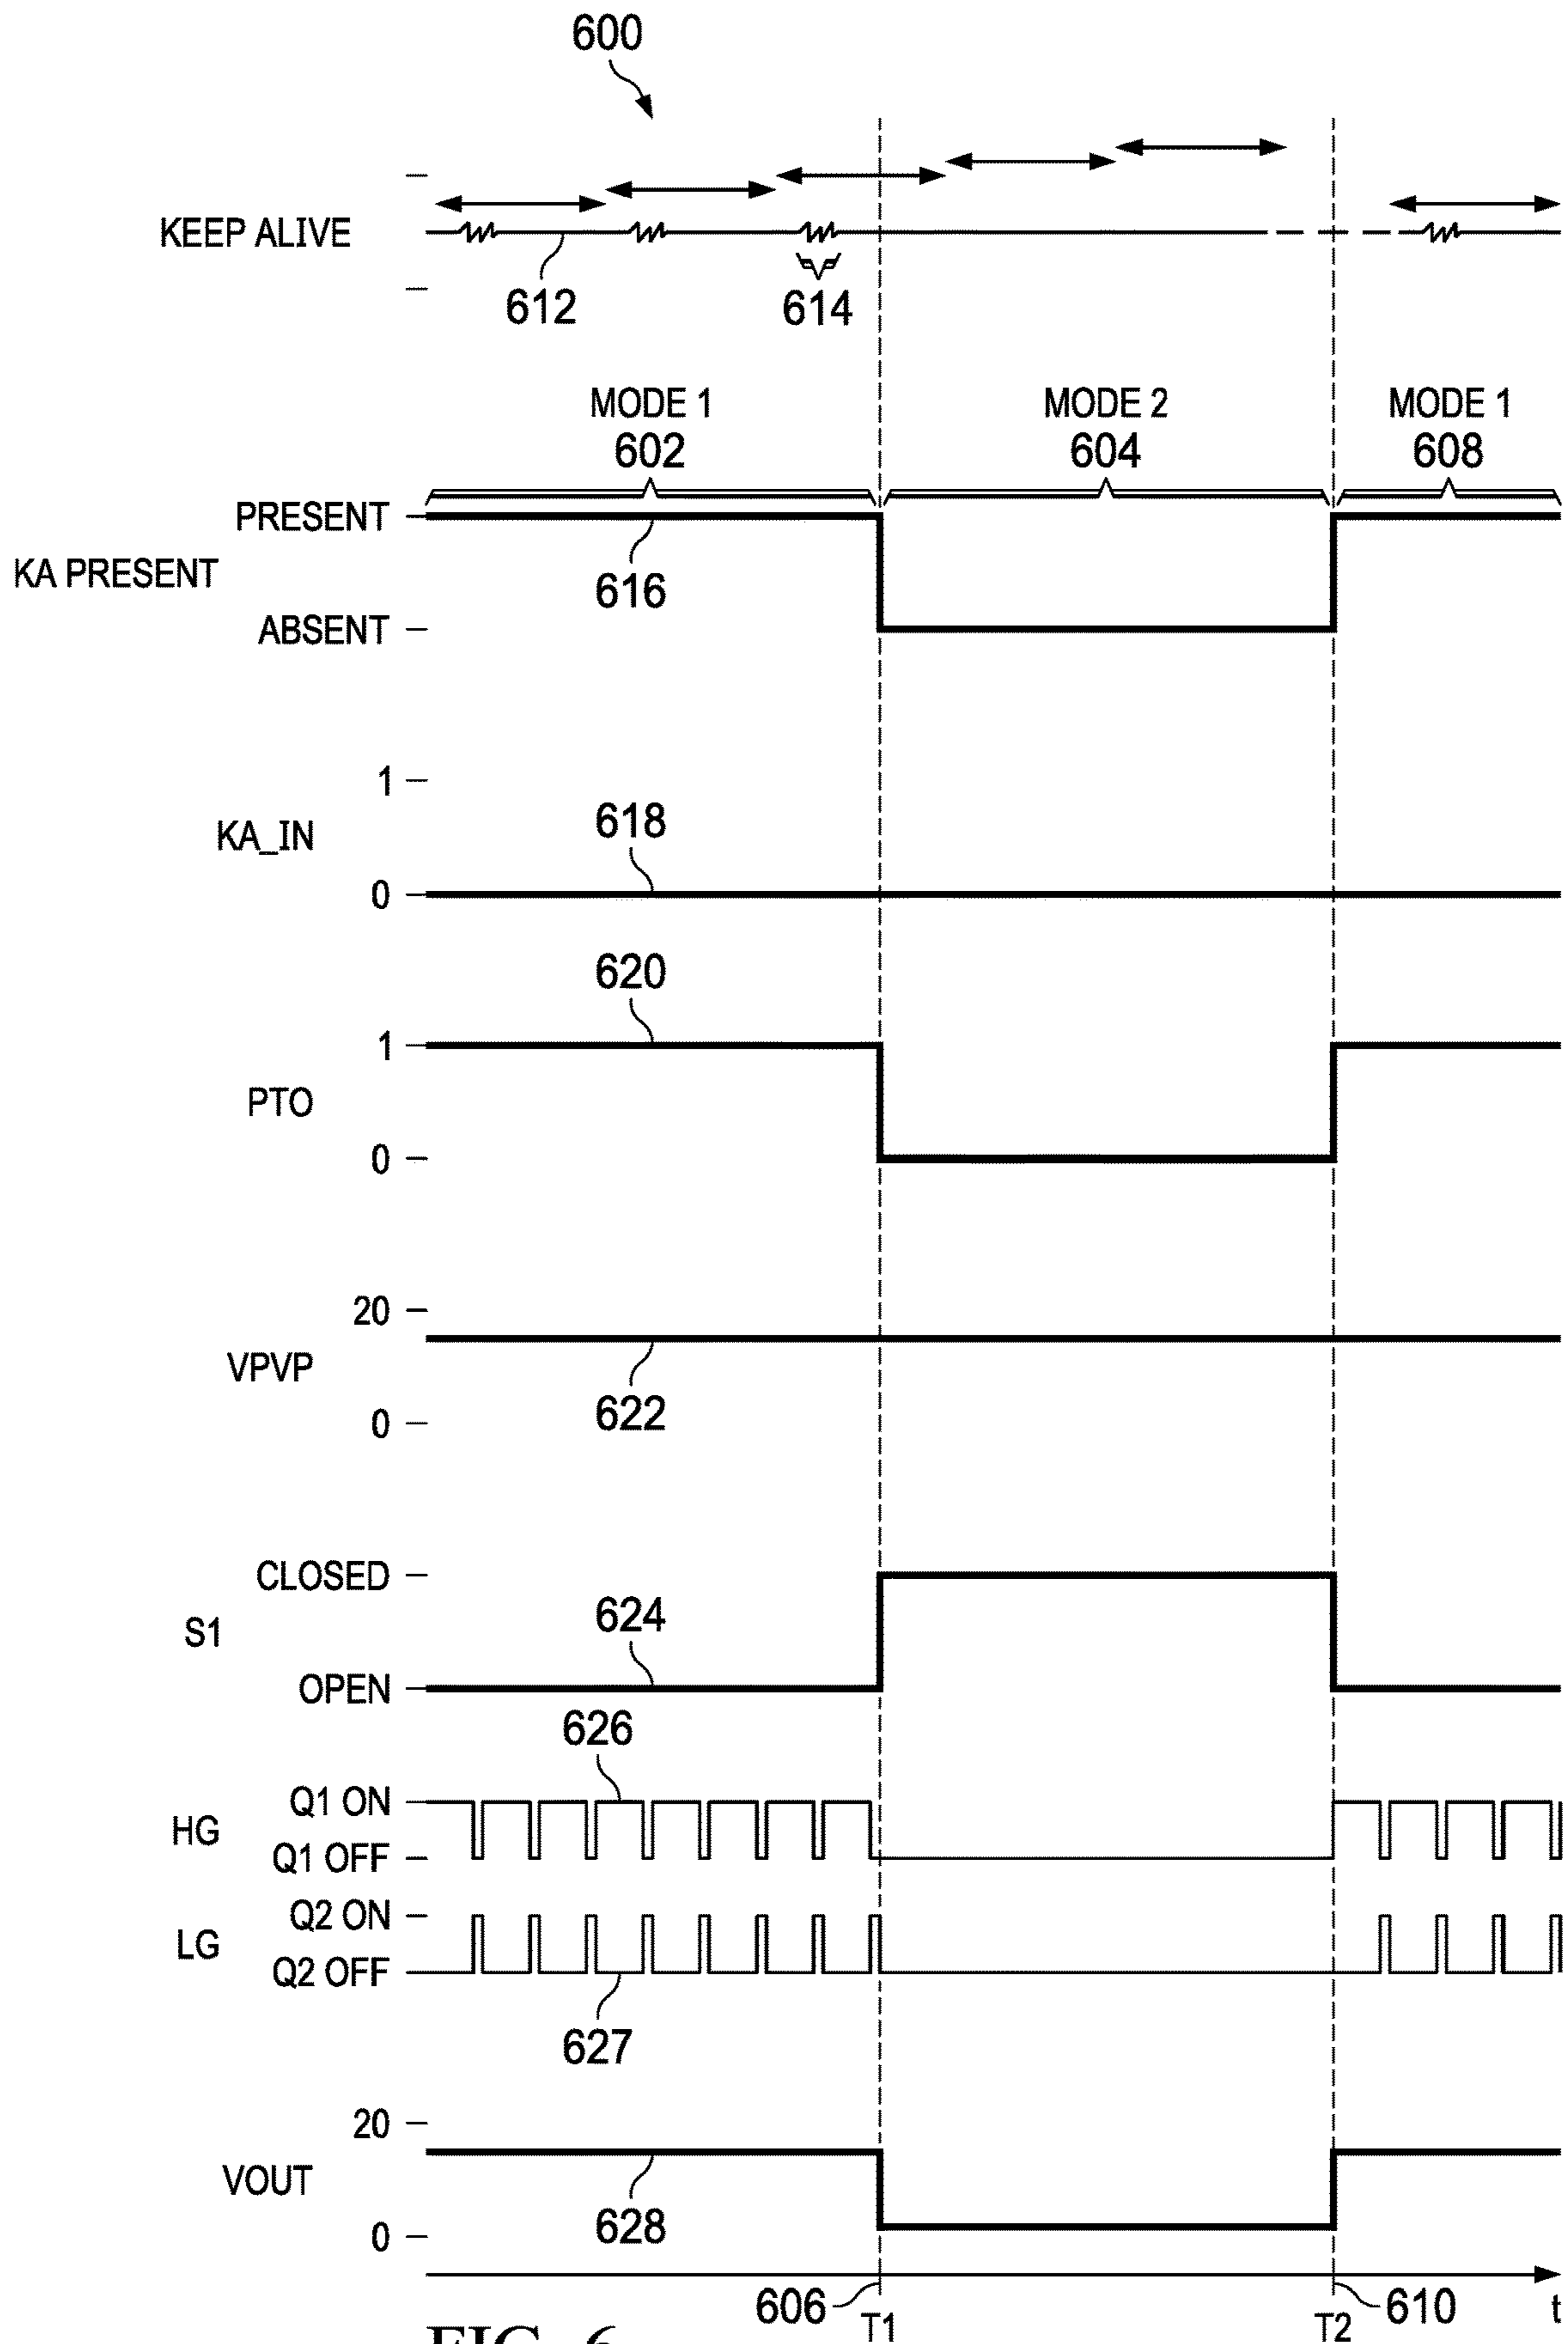 600
KEEP ALIVE
612
614
MODE 1
602
MODE 2
604
MODE 1
608
PRESENT
KA PRESENT
616
ABSENT
1
618
KA_IN
0
620
1
PTO
0
20
VPVP
0
622
CLOSED
624
S1
OPEN
626
Q1 ON
HG
Q1 OFF
Q2 ON
LG
Q2 OFF
627
20
VOUT
628
0
606
T1
T2
610
t
FIG. 6